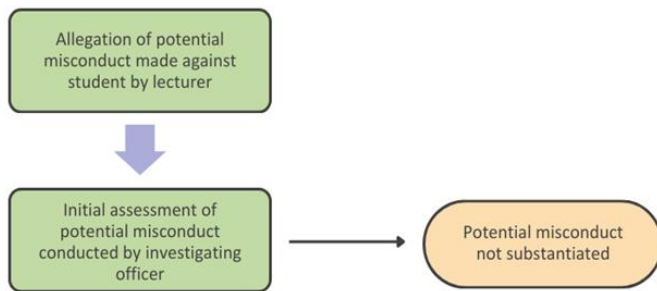 Allegation of potential
misconduct made against
student by lecturer
Initial assessment of
potential misconduct
conducted by investigating
officer
Potential misconduct
not substantiated